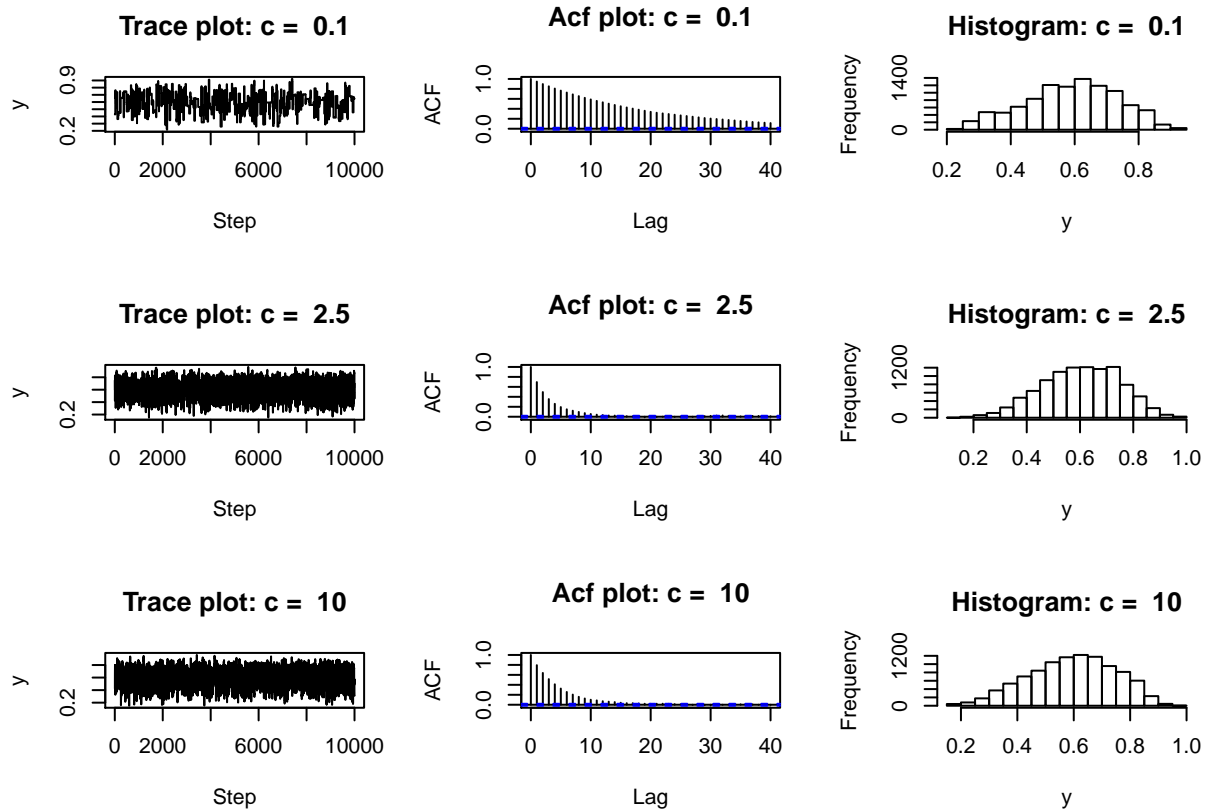 Trace plot: c = 0.1
y
0.2
0.9
0 2000 6000 10000
Step
Acf plot: c = 0.1
ACF
0.0
1.0
0 10 20 30 40
Lag
Histogram: c = 0.1
Frequency
0
1400
0.2 0.4 0.6 0.8
y
Trace plot: c = 2.5
y
0.2
0 2000 6000 10000
Step
Acf plot: c = 2.5
ACF
0.0
1.0
0 10 20 30 40
Lag
Histogram: c = 2.5
Frequency
0
1200
0.2 0.4 0.6 0.8 1.0
y
Trace plot: c = 10
y
0.2
0 2000 6000 10000
Step
Acf plot: c = 10
ACF
0.0
1.0
0 10 20 30 40
Lag
Histogram: c = 10
Frequency
0
1200
0.2 0.4 0.6 0.8 1.0
y